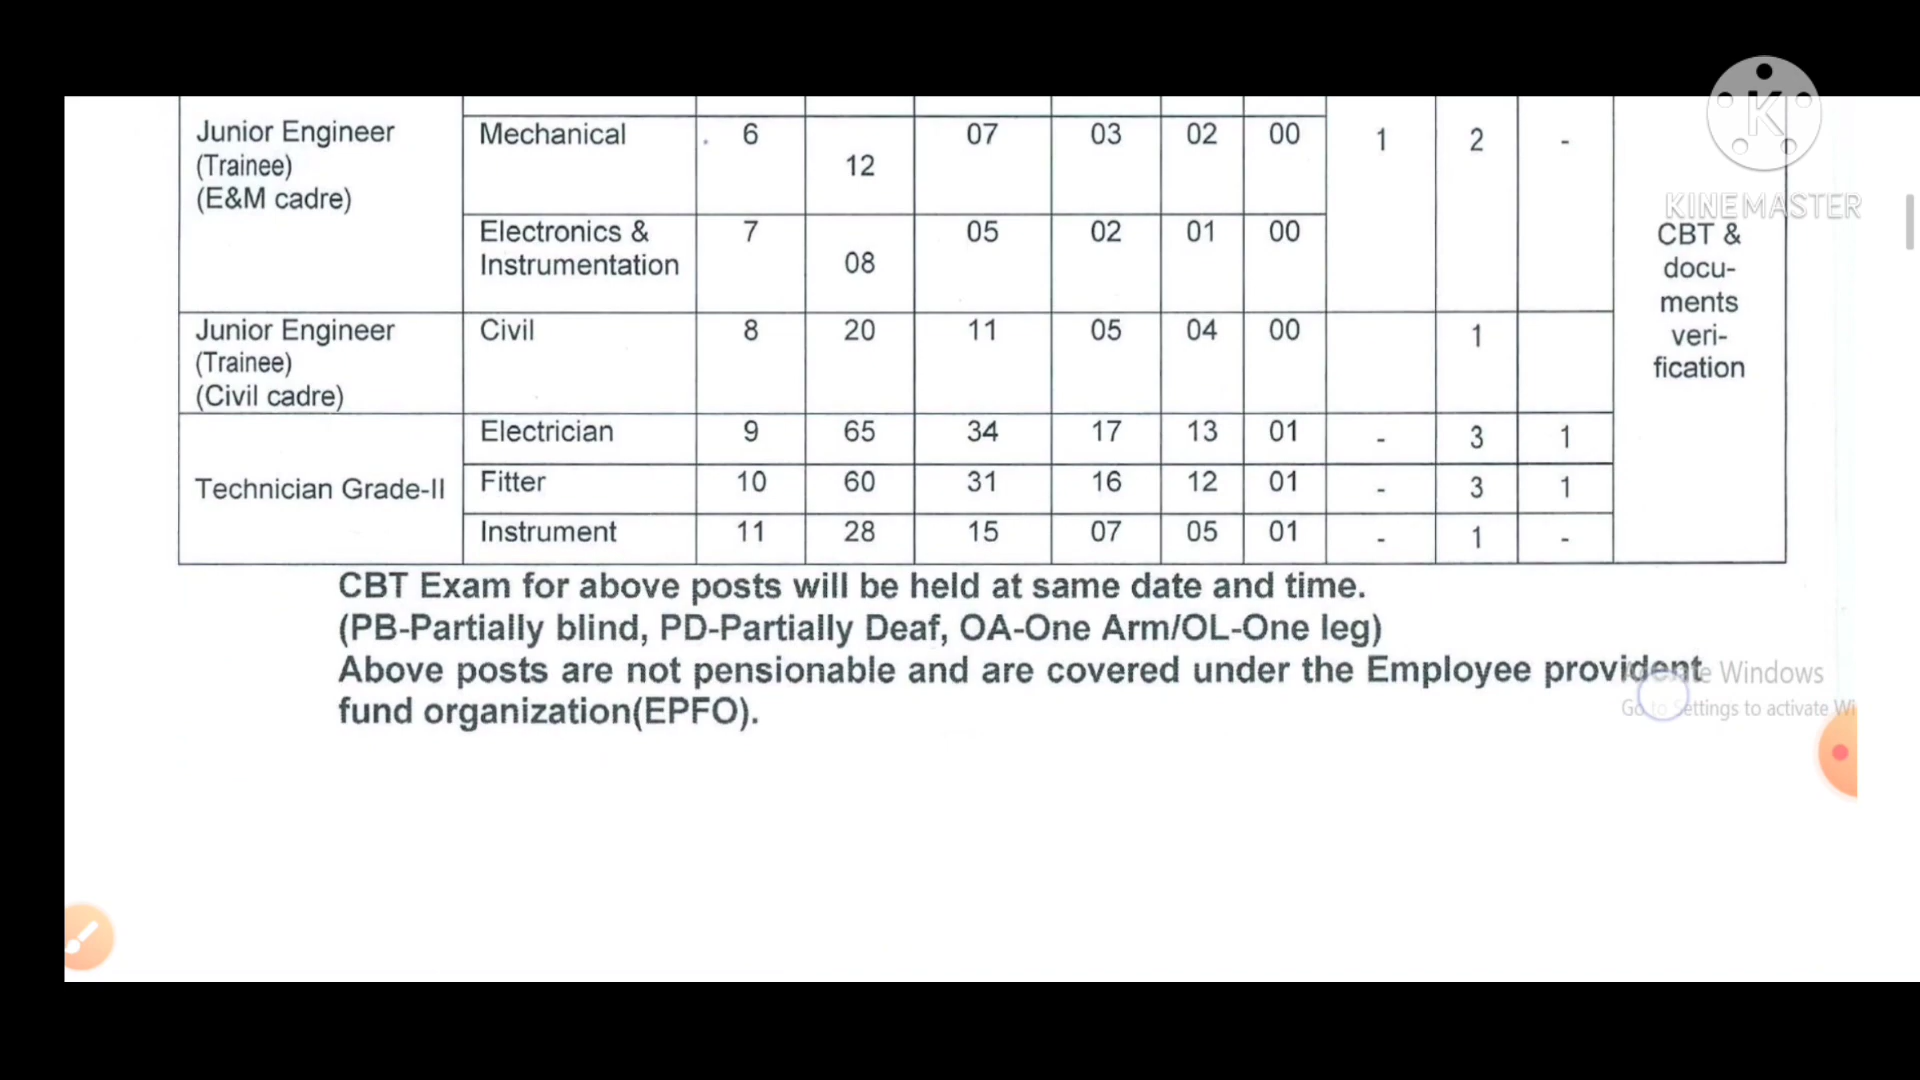 K
KINEMASTER
Junior Engineer
(Trainee)
(E&M cadre)
Mechanical 6 12 07 03 02 00 1 2 -
Electronics &
Instrumentation 7 08 05 02 01 00
Junior Engineer
(Trainee)
(Civil cadre)
Civil 8 20 11 05 04 00 1
Technician Grade-II
Electrician 9 65 34 17 13 01 - 3 1
Fitter 10 60 31 16 12 01 - 3 1
Instrument 11 28 15 07 05 01 - 1 -
CBT &
docu-
ments
veri-
fication
CBT Exam for above posts will be held at same date and time.
(PB-Partially blind, PD-Partially Deaf, OA-One Arm/OL-One leg)
Above posts are not pensionable and are covered under the Employee provident
fund organization(EPFO).
Activate Windows
Go to Settings to activate Wi